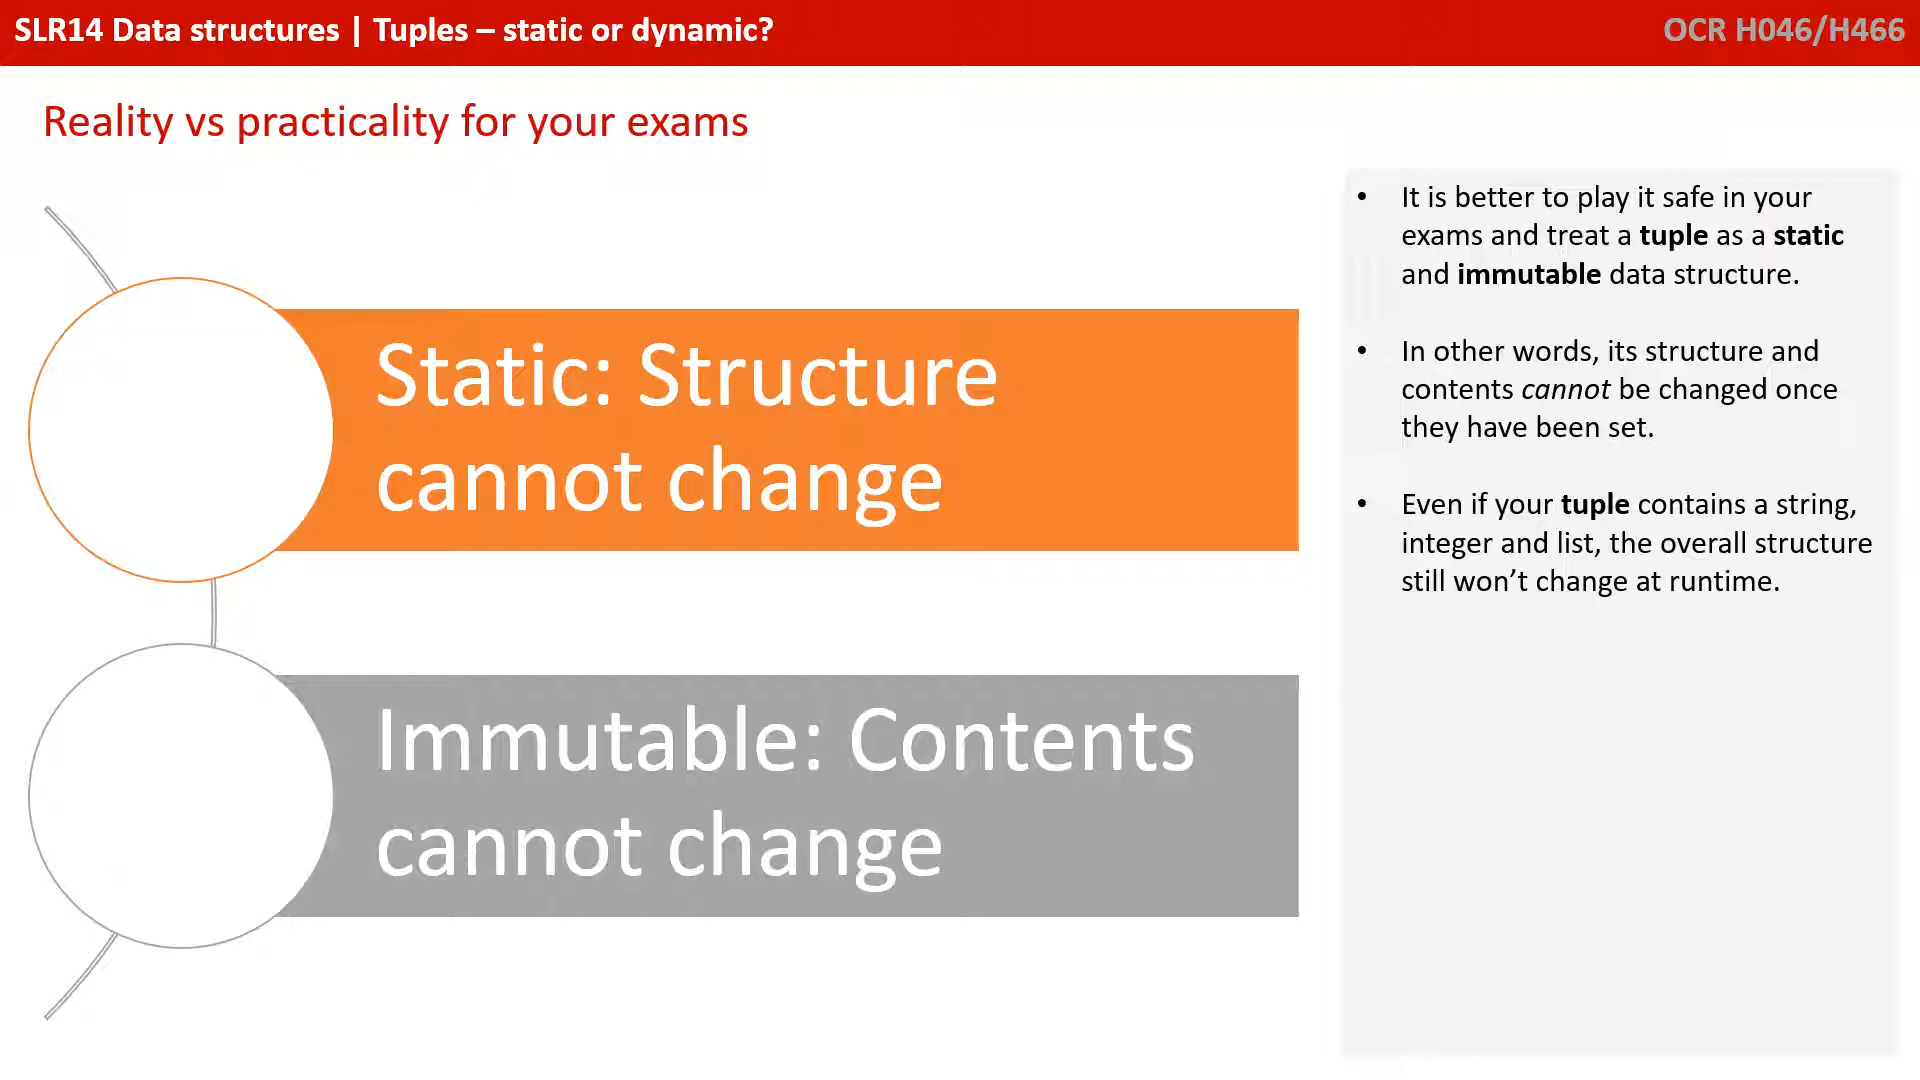 SLR14 Data structures | Tuples – static or dynamic?
OCR H046/H466
Reality vs practicality for your exams
Static: Structure
cannot change
Immutable: Contents
cannot change
• It is better to play it safe in your
exams and treat a tuple as a static
and immutable data structure.
• In other words, its structure and
contents cannot be changed once
they have been set.
• Even if your tuple contains a string,
integer and list, the overall structure
still won’t change at runtime.